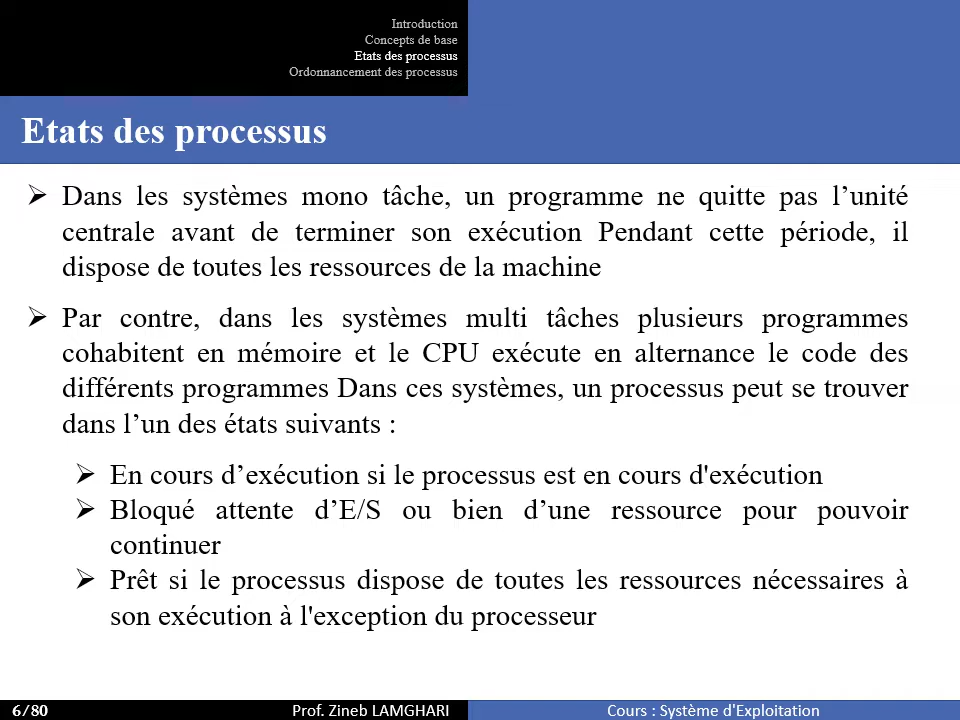 Introduction
Concepts de base
Etats des processus
Ordonnancement des processus
Etats des processus
➢ Dans les systèmes mono tâche, un programme ne quitte pas l’unité
centrale avant de terminer son exécution Pendant cette période, il
dispose de toutes les ressources de la machine
➢ Par contre, dans les systèmes multi tâches plusieurs programmes
cohabitent en mémoire et le CPU exécute en alternance le code des
différents programmes Dans ces systèmes, un processus peut se trouver
dans l’un des états suivants :
➢ En cours d’exécution si le processus est en cours d'exécution
➢ Bloqué attente d’E/S ou bien d’une ressource pour pouvoir
continuer
➢ Prêt si le processus dispose de toutes les ressources nécessaires à
son exécution à l'exception du processeur
6/80
Prof. Zineb LAMGHARI
Cours : Système d'Exploitation